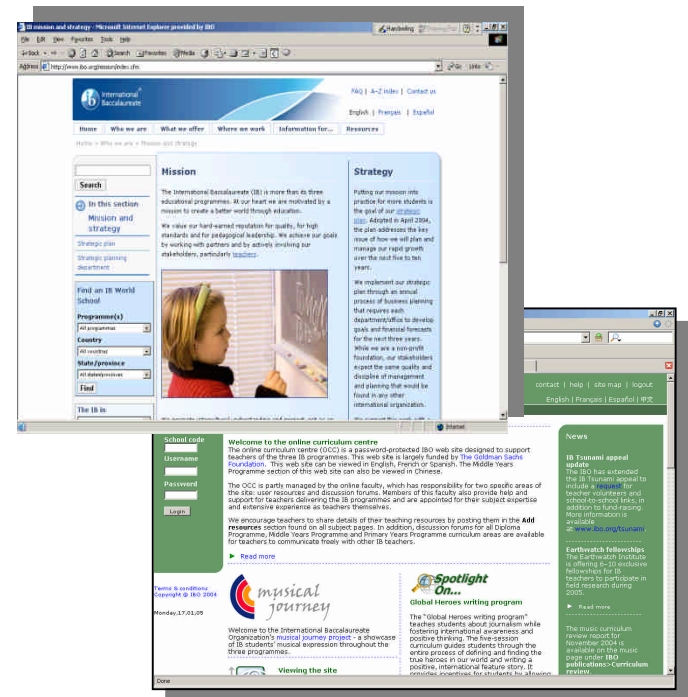 IB mission and strategy - Microsoft Internet Explorer provided by IBO
Handwriting
File Edit View Favorites Tools Help
Back Search Favorites Media
Address http://www.ibo.org/mission/index.cfm
Go Links
International
Baccalaureate
FAQ | A-Z index | Contact us
English | Français | Español
Home Who we are What we offer Where we work Information for... Resources
Home > Who we are > Mission and Strategy
Search
In this section
Mission and
strategy
Strategic plan
Strategic planning
department
Find an IB World
School
Programme(s)
All programmes
Country
All countries
State/province
All states/provinces
Find
The IB in
Mission
The International Baccalaureate (IB) is more than its three
educational programmes. At our heart we are motivated by a
mission to create a better world through education.
We value our hard-earned reputation for quality, for high
standards and for pedagogical leadership. We achieve our goals
by working with partners and by actively involving our
stakeholders, particularly teachers.
Strategy
Putting our mission into
practice for more students is
the goal of our strategic
plan. Adopted in April 2004,
the plan addresses the key
issue of how we will plan and
manage our rapid growth
over the next five to ten
years.
We implement our strategic
plan through an annual
process of business planning
that requires each
department/office to develop
goals and financial forecasts
for the next three years.
While we are a non-profit
foundation, our stakeholders
expect the same quality and
discipline of management
and planning that would be
found in any other
international organization.
Internet
contact | help | site map | logout
English | Français | Español | 中文
School code
Username
Password
Login
Terms & conditions
Copyright @ IBO 2004
Monday,17.01.05
Welcome to the online curriculum centre
The online curriculum centre (OCC) is a password-protected IBO web site designed to support
teachers of the three IB programmes. This web site is largely funded by The Goldman Sachs
Foundation. This web site can be viewed in English, French or Spanish. The Middle Years
Programme section of this web site can also be viewed in Chinese.
The OCC is partly managed by the online faculty, which has responsibility for two specific areas of
the site: user resources and discussion forums. Members of this faculty also provide help and
support for teachers delivering the IB programmes and are appointed for their subject expertise
and extensive experience as teachers themselves.
We encourage teachers to share details of their teaching resources by posting them in the Add
resources section found on all subject pages. In addition, discussion forums for all Diploma
Programme, Middle Years Programme and Primary Years Programme curriculum areas are available
for teachers to communicate freely with other IB teachers.
Read more
musical
journey
Welcome to the International Baccalaureate
Organization's musical journey project - a showcase
of IB students' musical expression throughout the
three programmes.
Viewing the site
Spotlight
On...
Global Heroes writing program
The "Global Heroes writing program"
teaches students about journalism while
fostering international awareness and
positive thinking. The five-session
curriculum guides students through the
entire process of defining and finding the
true heroes in our world and writing a
positive, international feature story. It
provides incentives for students by allowing
News
IB Tsunami appeal
update
The IBO has extended
the IB Tsunami appeal to
include a request for
teacher volunteers and
school-to-school links, in
addition to fund-raising.
More information is
available
at www.ibo.org/tsunami
Earthwatch fellowships
The Earthwatch Institute
is offering 6-10 exclusive
fellowships for IB
teachers to participate in
field research during
2005.
Read more
The music curriculum
review report for
November 2004 is
available on the music
page under IBO
publications>Curriculum
review.
Done